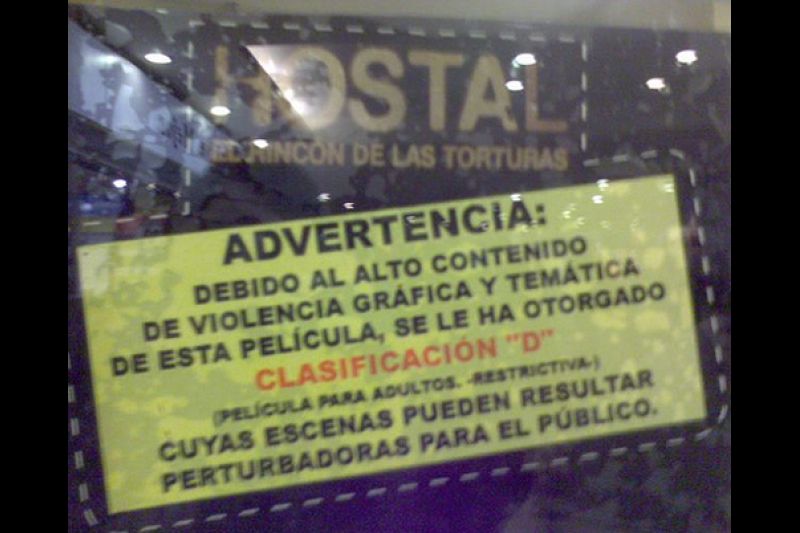 HOSTAL
EL RINCÓN DE LAS TORTURAS
ADVERTENCIA:
DEBIDO AL ALTO CONTENIDO
DE VIOLENCIA GRÁFICA Y TEMÁTICA
DE ESTA PELÍCULA, SE LE HA OTORGADO
CLASIFICACIÓN "D"
(PELÍCULA PARA ADULTOS. -RESTRICTIVA-)
CUYAS ESCENAS PUEDEN RESULTAR
PERTURBADORAS PARA EL PÚBLICO.